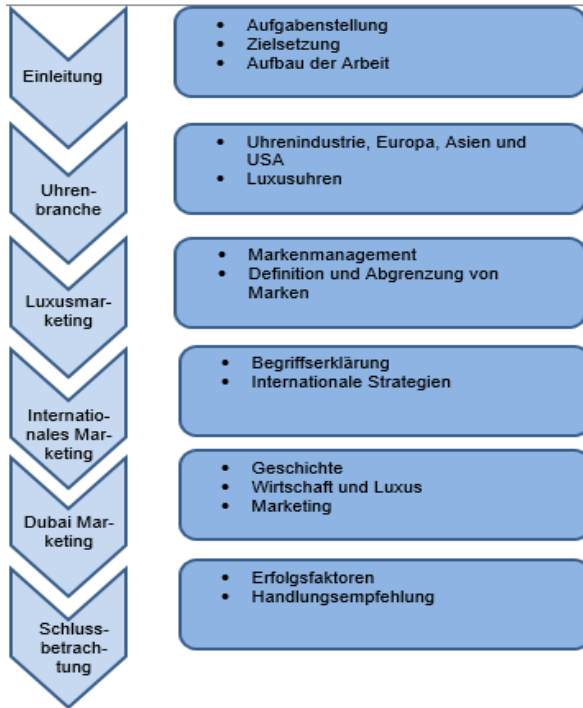 Einleitung
• Aufgabenstellung
• Zielsetzung
• Aufbau der Arbeit
Uhren-
branche
• Uhrenindustrie, Europa, Asien und
USA
• Luxusuhren
Luxusmar-
keting
• Markenmanagement
• Definition und Abgrenzung von
Marken
Internatio-
nales Mar-
keting
• Begriffserklärung
• Internationale Strategien
Dubai Mar-
keting
• Geschichte
• Wirtschaft und Luxus
• Marketing
Schluss-
betrach-
tung
• Erfolgsfaktoren
• Handlungsempfehlung